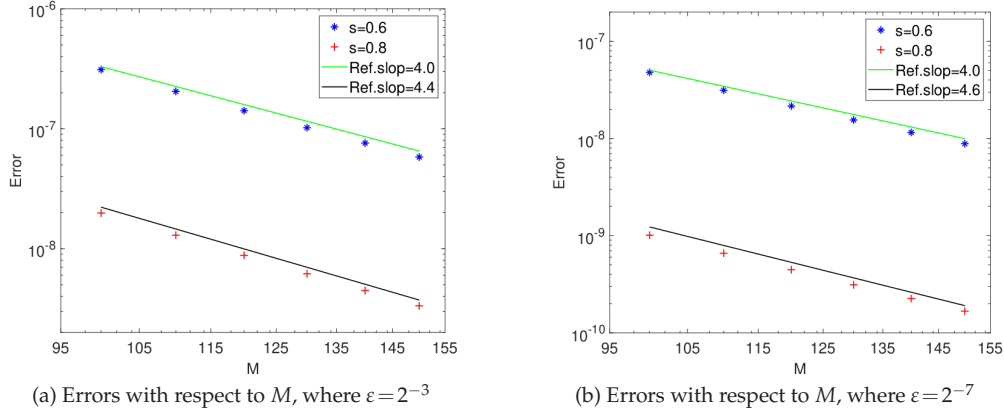 10^-6
10^-7
10^-8
Error
s=0.6
s=0.8
Ref.slop=4.0
Ref.slop=4.4
95 105 115 125 135 145 155
M
(a) Errors with respect to M, where ε=2^−3
10^-7
10^-8
10^-9
10^-10
Error
s=0.6
s=0.8
Ref.slop=4.0
Ref.slop=4.6
95 105 115 125 135 145 155
M
(b) Errors with respect to M, where ε=2^−7